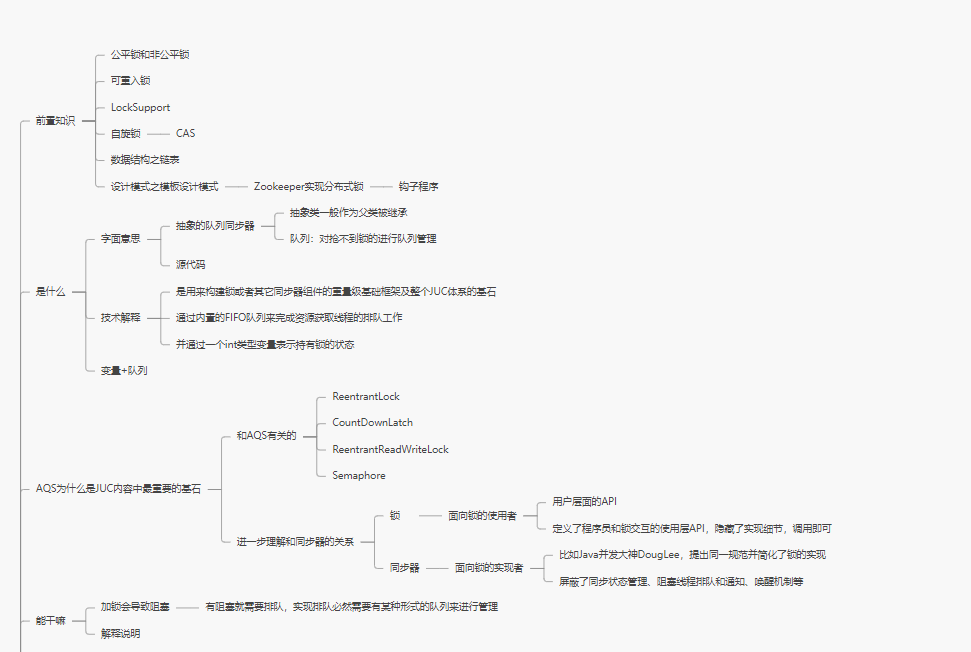 公平锁和非公平锁
可重入锁
LockSupport
前置知识
自旋锁
CAS
数据结构之链表
设计模式之模板设计模式
Zookeeper实现分布式锁
钩子程序
抽象类一般作为父类被继承
抽象的队列同步器
字面意思
队列：对抢不到锁的进行队列管理
源代码
是什么
是用来构建锁或者其它同步器组件的重量级基础框架及整个JUC体系的基石
技术解释
通过内置的FIFO队列来完成资源获取线程的排队工作
并通过一个int类型变量表示持有锁的状态
变量+队列
ReentrantLock
CountDownLatch
和AQS有关的
ReentrantReadWriteLock
Semaphore
AQS为什么是JUC内容中最重要的基石
用户层面的API
锁
面向锁的使用者
定义了程序员和锁交互的使用层API，隐藏了实现细节，调用即可
进一步理解和同步器的关系
比如Java并发大神DougLee，提出同一规范并简化了锁的实现
同步器
面向锁的实现者
屏蔽了同步状态管理、阻塞线程排队和通知、唤醒机制等
加锁会导致阻塞
有阻塞就需要排队，实现排队必然需要有某种形式的队列来进行管理
能干嘛
解释说明